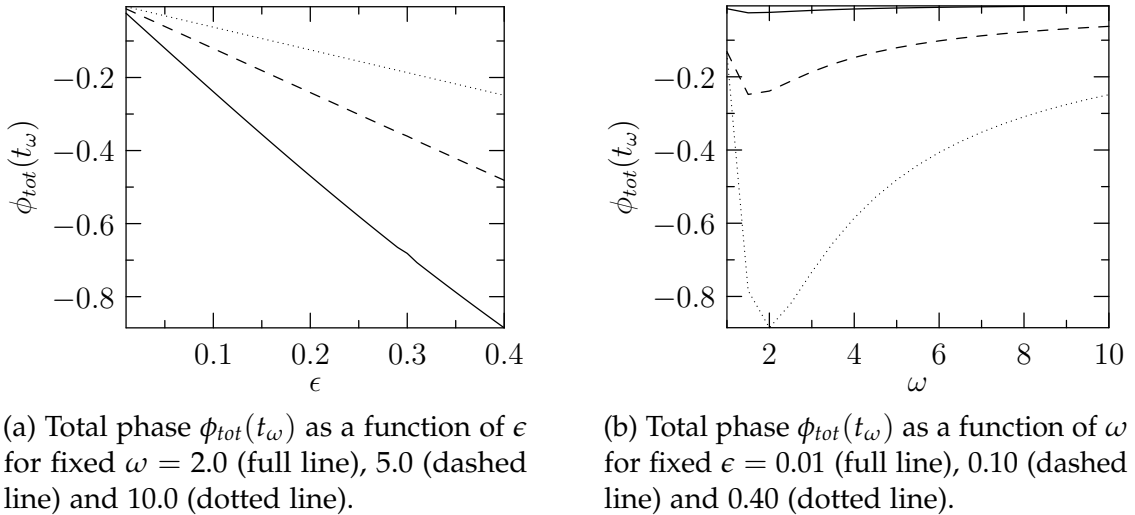 −0.2
−0.4
−0.6
−0.8
ϕ_tot(t_ω)
0.1 0.2 0.3 0.4
ϵ
−0.2
−0.4
−0.6
−0.8
ϕ_tot(t_ω)
2 4 6 8 10
ω
(a) Total phase ϕ_tot(t_ω) as a function of ϵ
for fixed ω = 2.0 (full line), 5.0 (dashed
line) and 10.0 (dotted line).
(b) Total phase ϕ_tot(t_ω) as a function of ω
for fixed ϵ = 0.01 (full line), 0.10 (dashed
line) and 0.40 (dotted line).